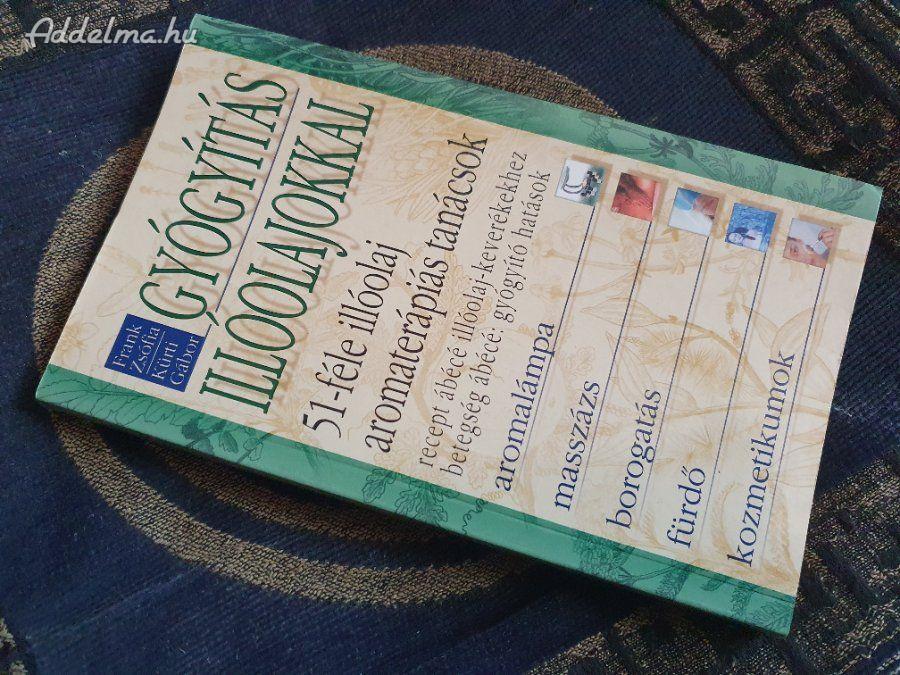 Addelma.hu
Frank
Zsófia
Kürti
Gábor
GYÓGYÍTÁS
ILLÓOLAJOKKAL
51-féle illóolaj
aromaterápiás tanácsok
recept ábécé illóolaj-keverékekhez
betegség ábécé; gyógyító hatások
aromalámpa
masszázs
borogatás
fürdő
kozmetikumok